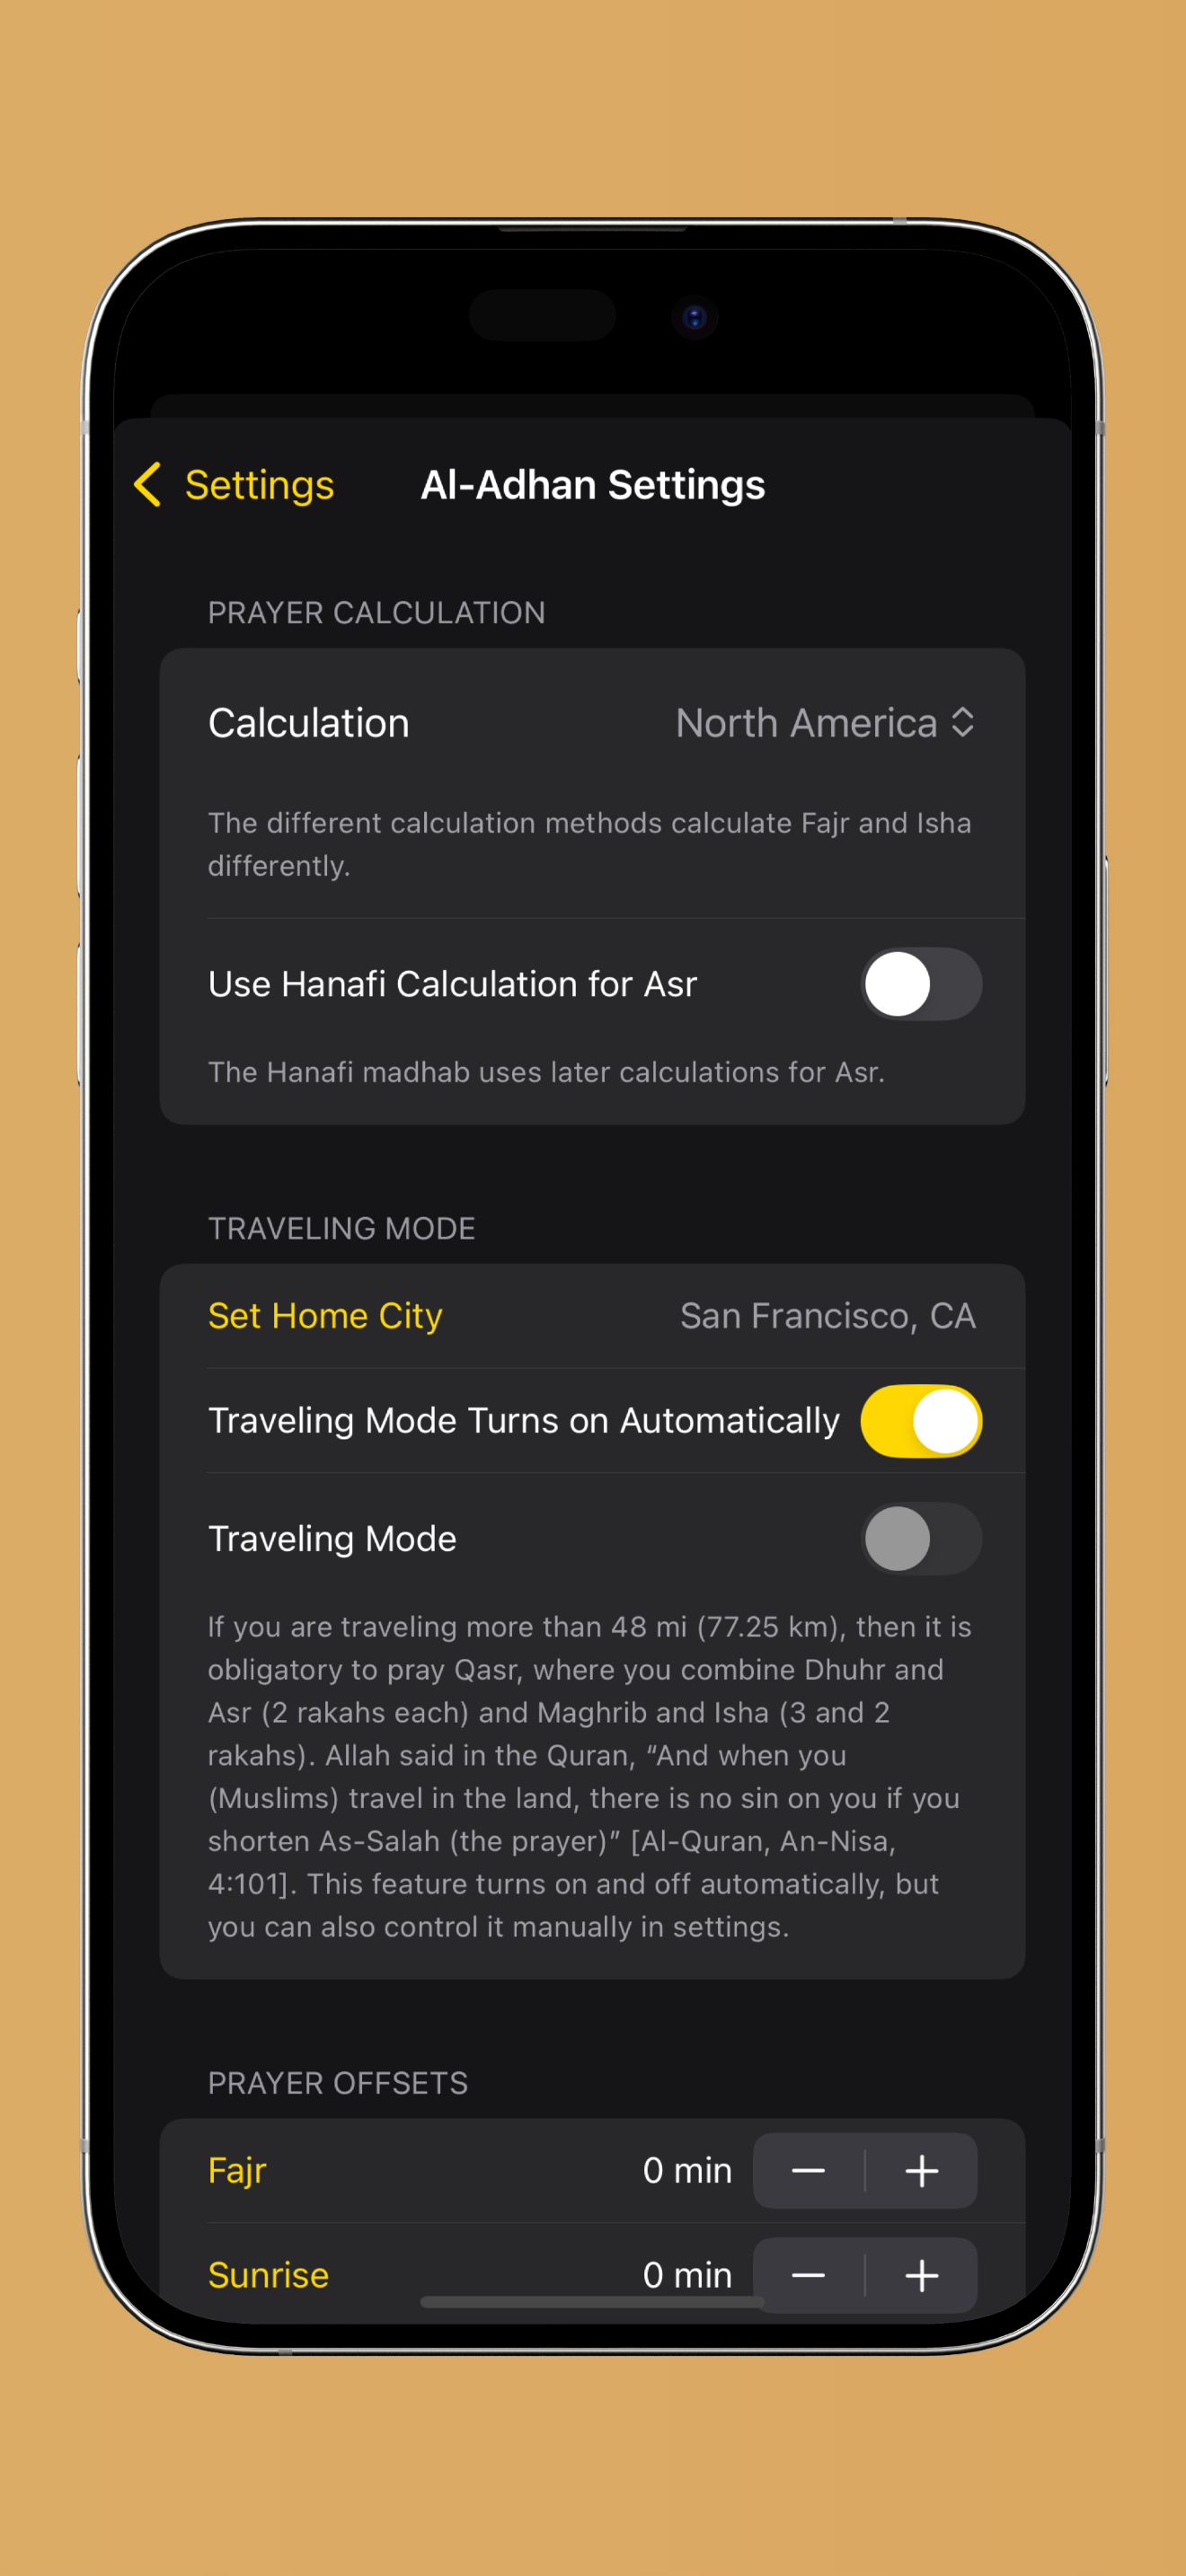 Settings
Al-Adhan Settings
PRAYER CALCULATION
Calculation
North America
The different calculation methods calculate Fajr and Isha
differently.
Use Hanafi Calculation for Asr
The Hanafi madhab uses later calculations for Asr.
TRAVELING MODE
Set Home City
San Francisco, CA
Traveling Mode Turns on Automatically
Traveling Mode
If you are traveling more than 48 mi (77.25 km), then it is
obligatory to pray Qasr, where you combine Dhuhr and
Asr (2 rakahs each) and Maghrib and Isha (3 and 2
rakahs). Allah said in the Quran, “And when you
(Muslims) travel in the land, there is no sin on you if you
shorten As-Salah (the prayer)” [Al-Quran, An-Nisa,
4:101]. This feature turns on and off automatically, but
you can also control it manually in settings.
PRAYER OFFSETS
Fajr
0 min
Sunrise
0 min